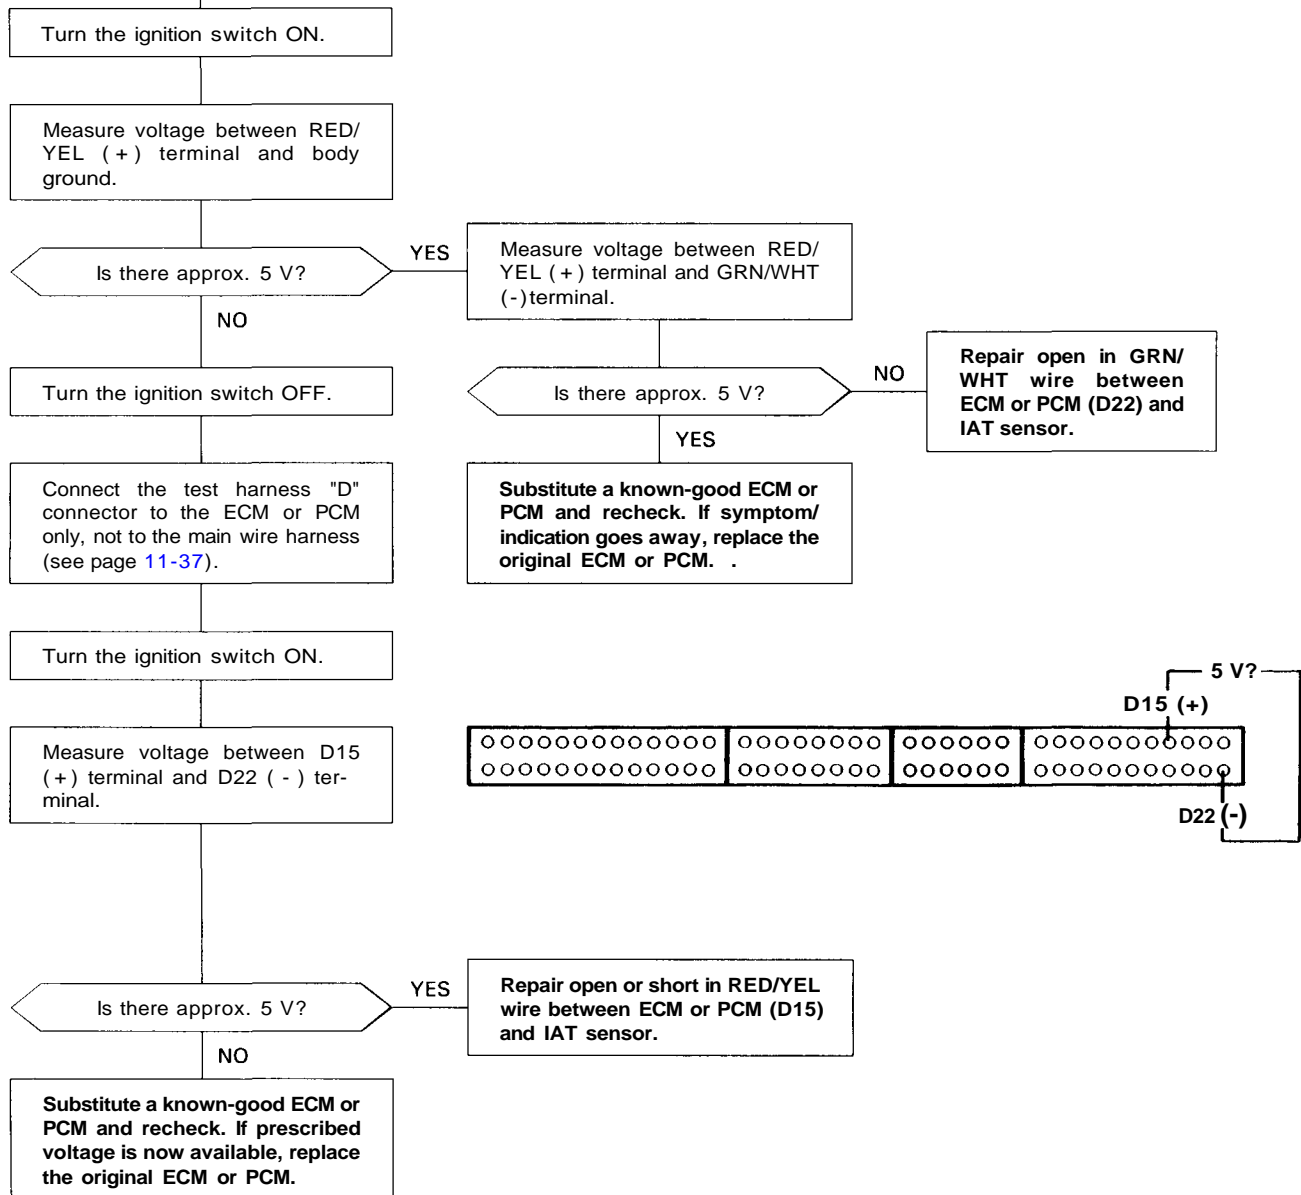 Turn the ignition switch ON.
Measure voltage between RED/
YEL (+) terminal and body
ground.
Is there approx. 5 V?
YES
NO
Measure voltage between RED/
YEL (+) terminal and GRN/WHT
(-)terminal.
Is there approx. 5 V?
NO
YES
Repair open in GRN/
WHT wire between
ECM or PCM (D22) and
IAT sensor.
Substitute a known-good ECM or
PCM and recheck. If symptom/
indication goes away, replace the
original ECM or PCM. .
Turn the ignition switch OFF.
Connect the test harness "D"
connector to the ECM or PCM
only, not to the main wire harness
(see page 11-37).
Turn the ignition switch ON.
Measure voltage between D15
(+) terminal and D22 (-) ter-
minal.
5 V?
D15 (+)
D22 (-)
Is there approx. 5 V?
YES
NO
Repair open or short in RED/YEL
wire between ECM or PCM (D15)
and IAT sensor.
Substitute a known-good ECM or
PCM and recheck. If prescribed
voltage is now available, replace
the original ECM or PCM.